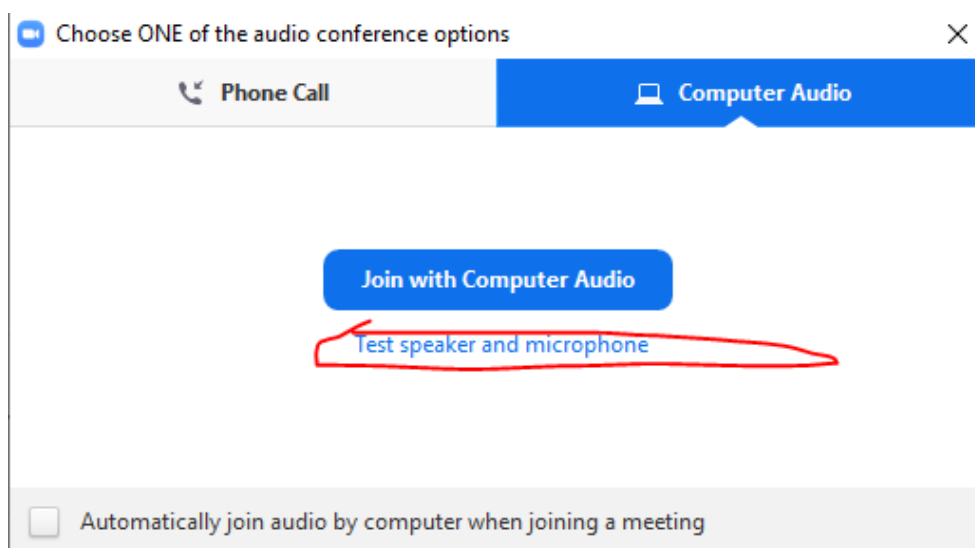 Choose ONE of the audio conference options
Phone Call
Computer Audio
Join with Computer Audio
Test speaker and microphone
Automatically join audio by computer when joining a meeting